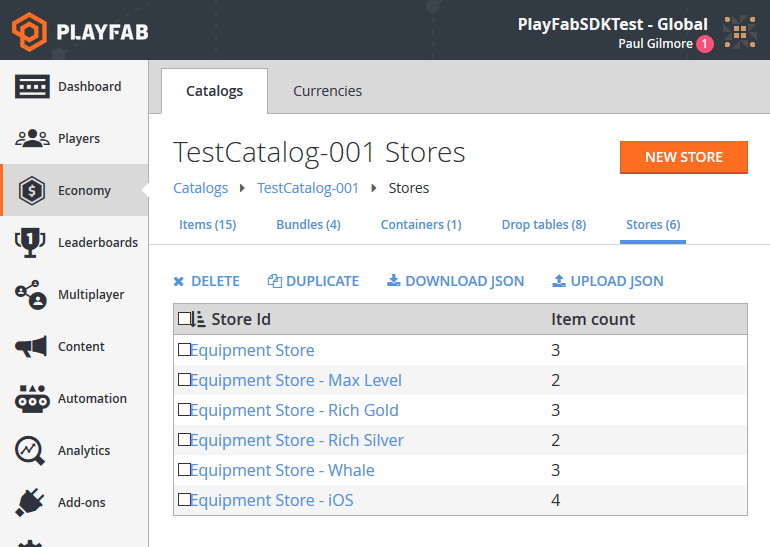 PLAYFAB
PlayFabSDKTest - Global
Paul Gilmore 1
Dashboard
Players
Economy
Leaderboards
Multiplayer
Content
Automation
Analytics
Add-ons
Catalogs Currencies
TestCatalog-001 Stores
NEW STORE
Catalogs TestCatalog-001 Stores
Items (15) Bundles (4) Containers (1) Drop tables (8) Stores (6)
DELETE DUPLICATE DOWNLOAD JSON UPLOAD JSON
Store Id Item count
Equipment Store 3
Equipment Store - Max Level 2
Equipment Store - Rich Gold 3
Equipment Store - Rich Silver 2
Equipment Store - Whale 3
Equipment Store - iOS 4